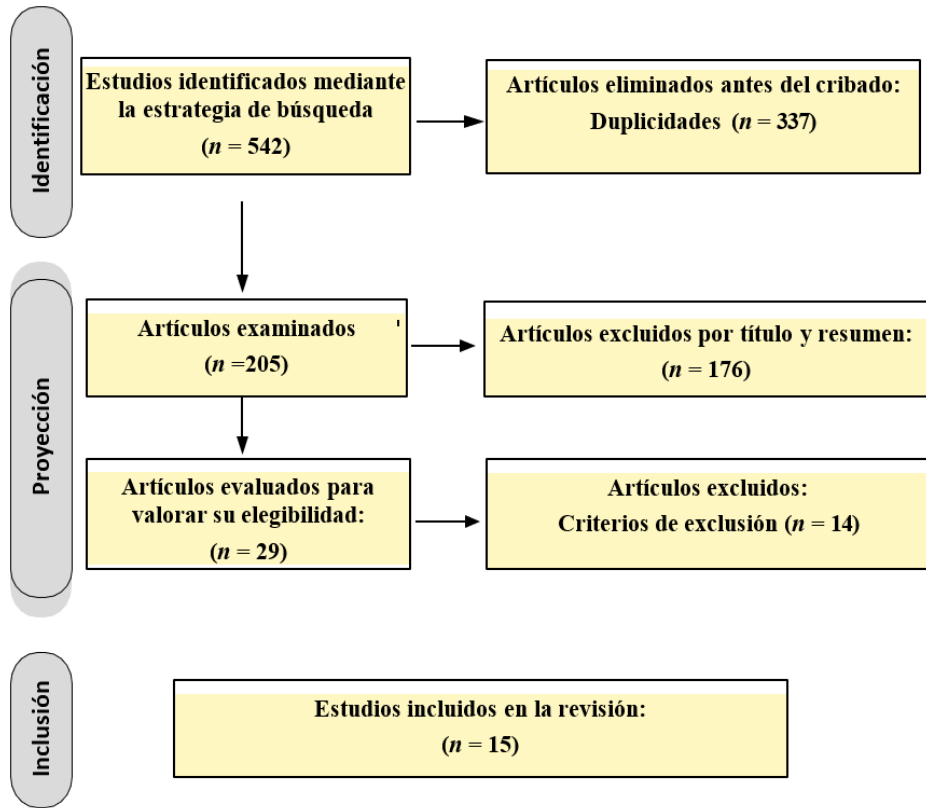 Identificación
Estudios identificados mediante
la estrategia de búsqueda
(n = 542)
Artículos eliminados antes del cribado:
Duplicidades (n = 337)
Proyección
Artículos examinados '
(n =205)
Artículos excluidos por título y resumen:
(n = 176)
Artículos evaluados para
valorar su elegibilidad:
(n = 29)
Artículos excluidos:
Criterios de exclusión (n = 14)
Inclusión
Estudios incluidos en la revisión:
(n = 15)